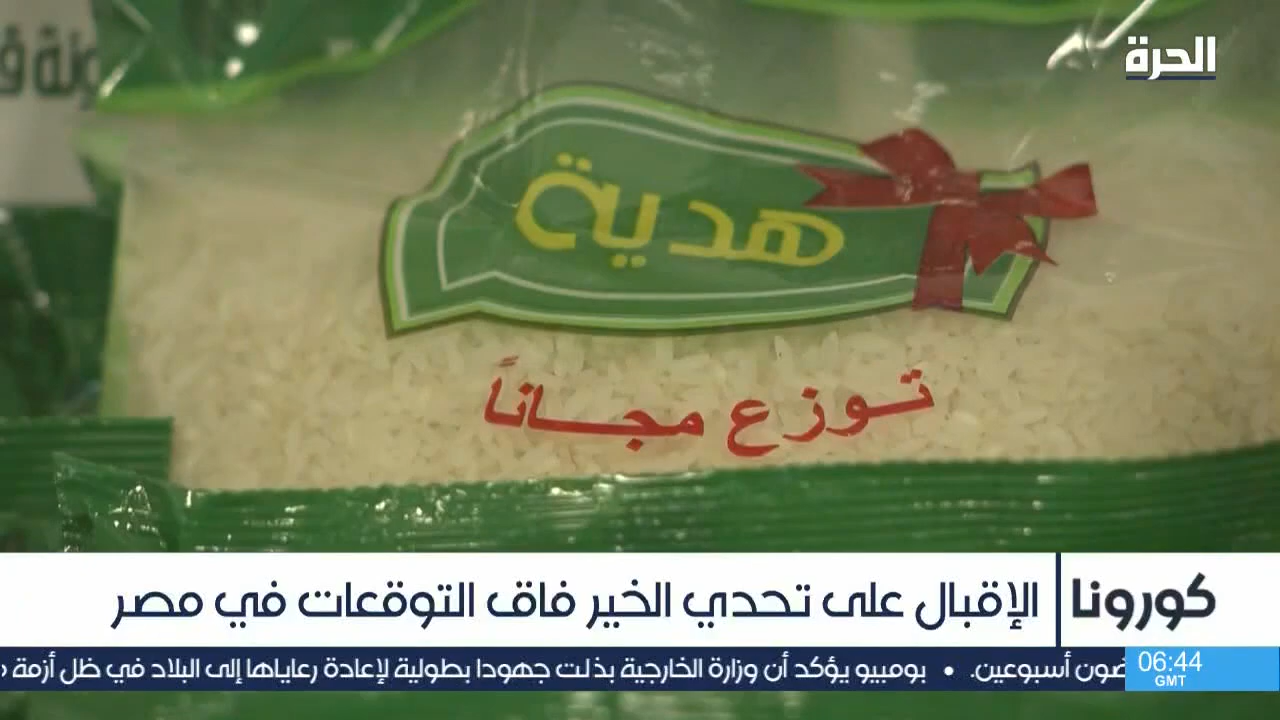 الحرة
هدية
توزع مجاناً
كورونا
الإقبال على تحدي الخير فاق التوقعات في مصر
06:44
GMT
أسبوعين. • بومبيو يؤكد أن وزارة الخارجية بذلت جهودا بطولية لإعادة رعاياها إلى البلاد في ظل أزمة